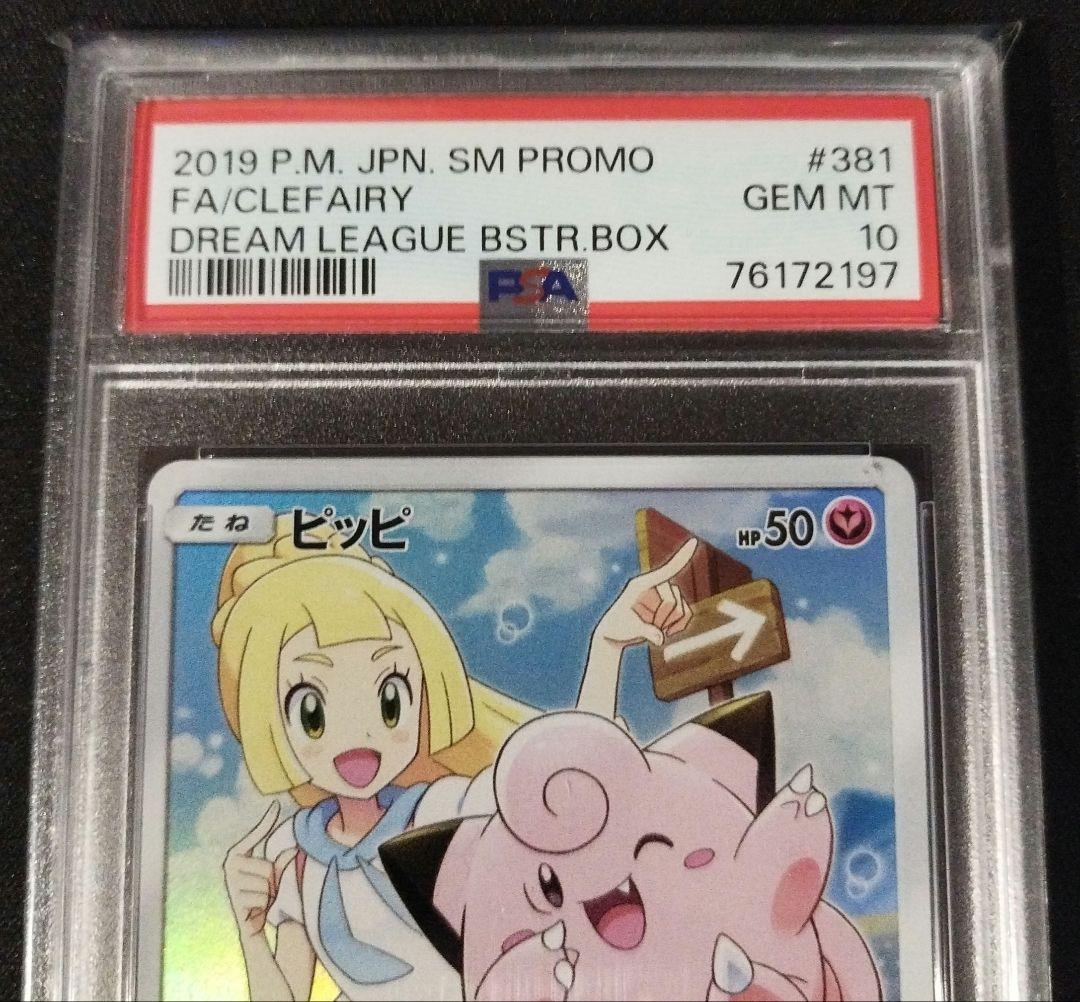 2019 P.M. JPN. SM PROMO #381
FA/CLEFAIRY GEM MT
DREAM LEAGUE BSTR.BOX 10
PSA 76172197
たね ピッピ HP50